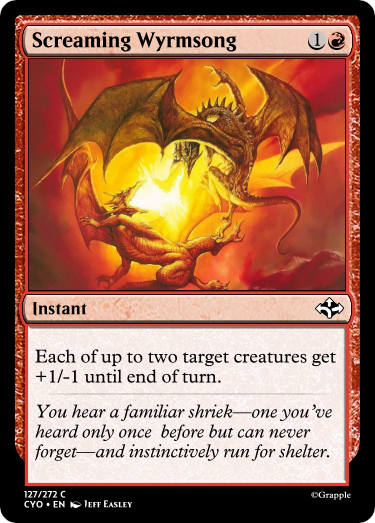 Screaming Wyrmsong 1
Instant
Each of up to two target creatures get
+1/-1 until end of turn.
You hear a familiar shriek—one you've
heard only once  before but can never
forget—and instinctively run for shelter.
127/272 C
CYO • EN Jeff Easley
©Grapple